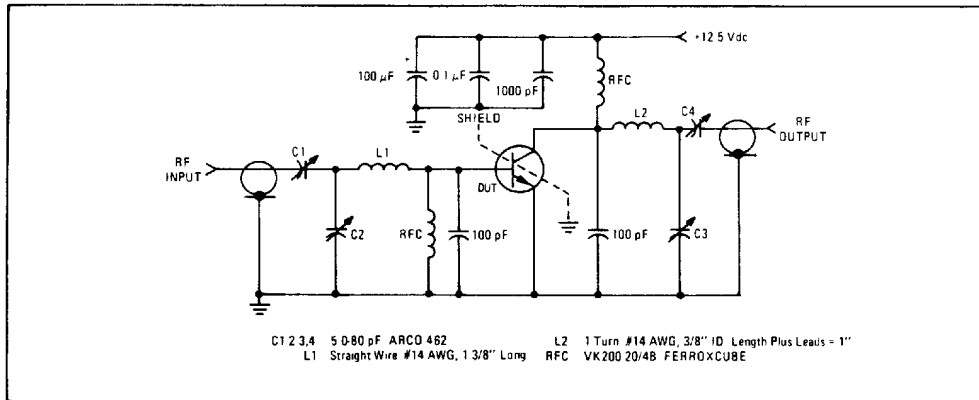 +12 5 Vdc
100 µF
0 1 µF
1000 pF
RFC
SHIELD
L2
C4
RF
OUTPUT
RF
INPUT
C1
L1
DUT
C2
RFC
100 pF
100 pF
C3
C1 2 3,4 5 0-80 pF ARCO 462
L1 Straight Wire #14 AWG, 1 3/8" Long
L2 1 Turn #14 AWG, 3/8" ID Length Plus Leads = 1"
RFC VK200 20/4B FERROXCUBE